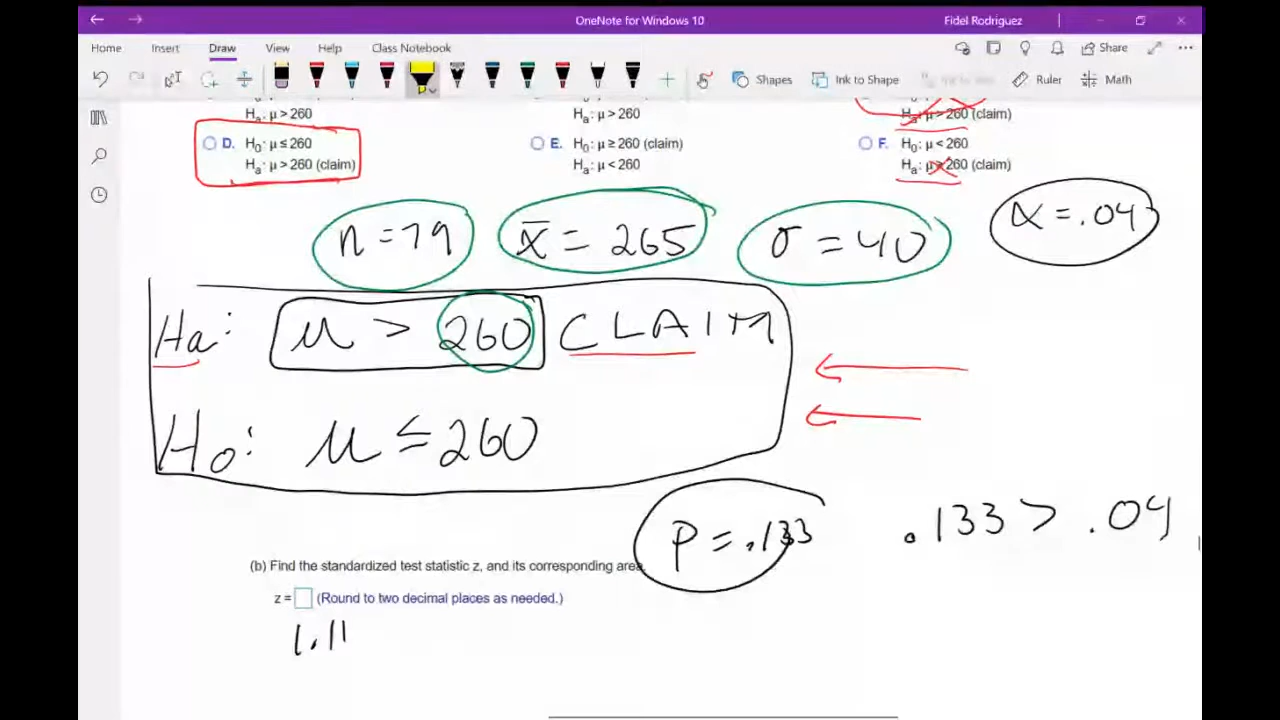 OneNote for Windows 10
Fidel Rodriguez
Home Insert Draw View Help Class Notebook Share
Shapes Ink to Shape Ruler Math
Hₐ: μ > 260 Hₐ: μ > 260 Hₐ: μ > 260 (claim)
D. H₀: μ ≤ 260 E. H₀: μ ≥ 260 (claim) F. H₀: μ < 260
Hₐ: μ > 260 (claim) Hₐ: μ < 260 Hₐ: μ ≥ 260 (claim)
n = 79 x̄ = 265 σ = 40 α = .04
Ha: μ > 260 CLAIM
Ho: μ ≤ 260
P = .133 .133 > .04
(b) Find the standardized test statistic z, and its corresponding area.
z = (Round to two decimal places as needed.)
1.11